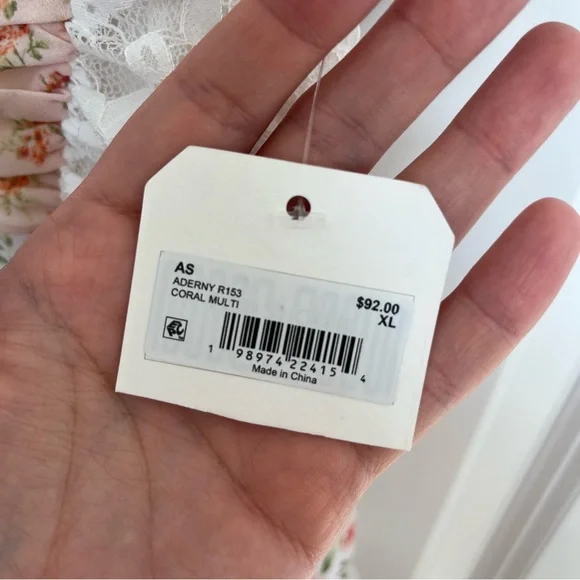 AS
ADERNY R153
CORAL MULTI
$92.00
XL
1 98974 22415 4
Made in China